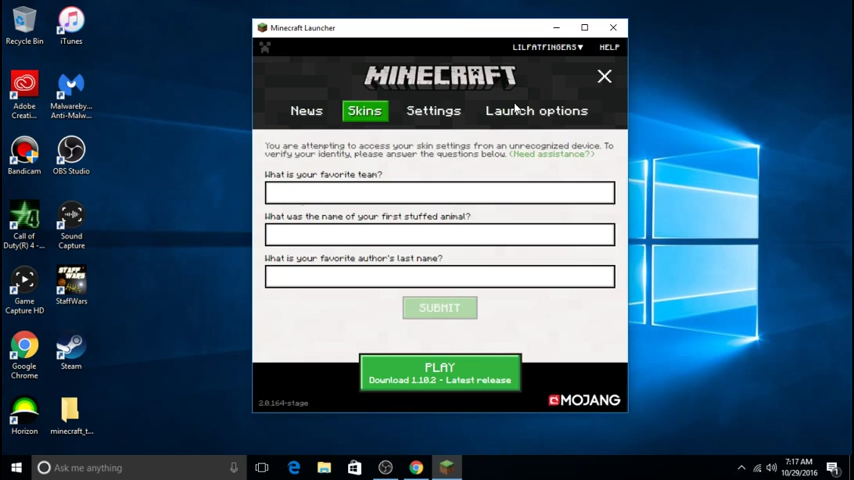 Minecraft Launcher
LILFATFINGERS▼ HELP
MINECRAFT
News Skins Settings Launch options
You are attempting to access your skin settings from an unrecognized device. To
verify your identity, please answer the questions below. (Need assistance?)
What is your favorite team?
What was the name of your first stuffed animal?
What is your favorite author's last name?
SUBMIT
PLAY
Download 1.10.2 - Latest release
2.0.164-stage
MOJANG
Recycle Bin
iTunes
Adobe
Creati...
Malwareby...
Anti-Malw...
Bandicam
OBS Studio
Call of
Duty(R) 4 -...
Sound
Capture
Game
Capture HD
STAFF
WARS
StaffWars
Google
Chrome
Steam
Horizon
minecraft_t...
Ask me anything
7:17 AM
10/29/2016
1